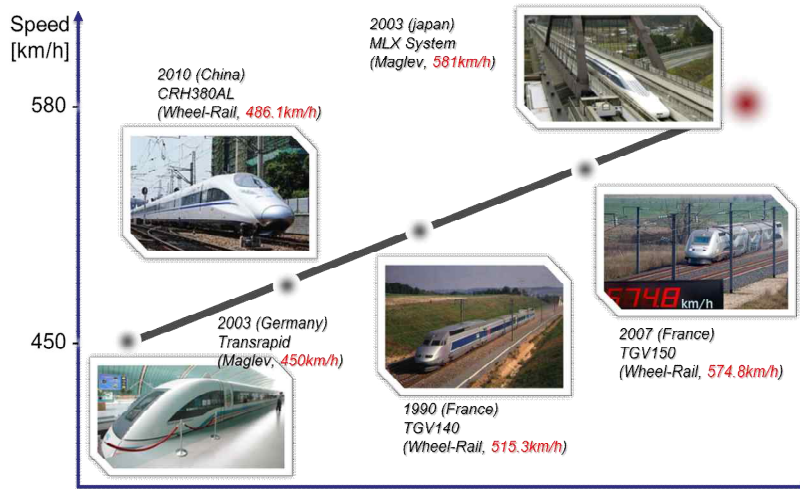 Speed
[km/h]
580
450
2010 (China)
CRH380AL
(Wheel-Rail, 486.1km/h)
2003 (japan)
MLX System
(Maglev, 581km/h)
2003 (Germany)
Transrapid
(Maglev, 450km/h)
1990 (France)
TGV140
(Wheel-Rail, 515.3km/h)
574.8 km/h
2007 (France)
TGV150
(Wheel-Rail, 574.8km/h)